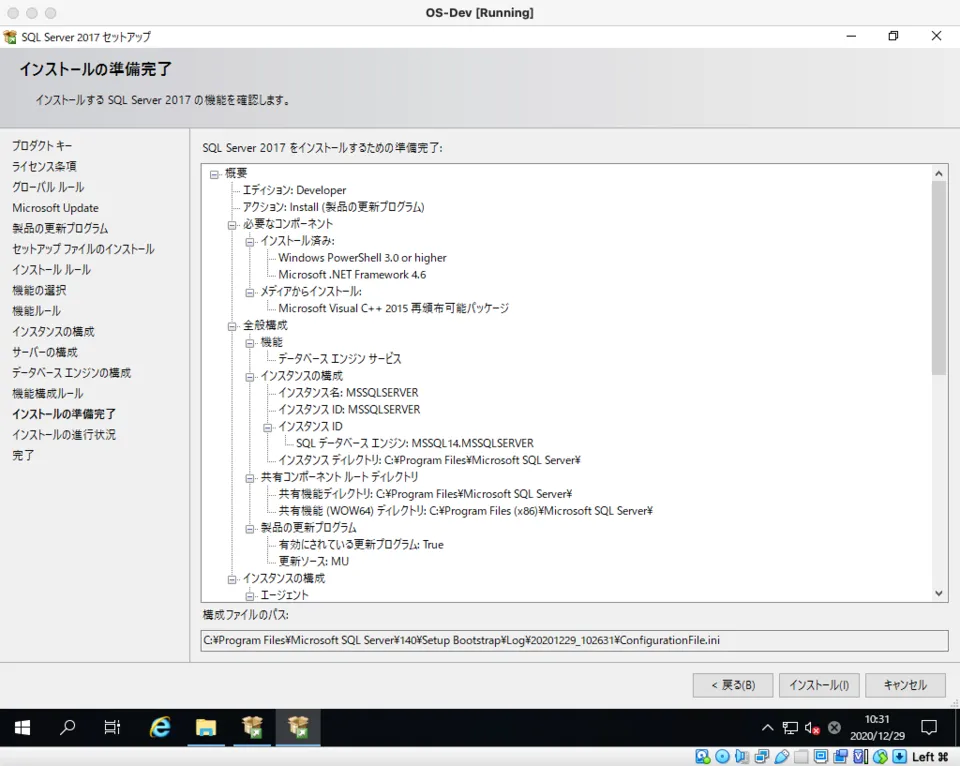 OS-Dev [Running]
SQL Server 2017 セットアップ
インストールの準備完了
インストールする SQL Server 2017 の機能を確認します。
プロダクト キー
ライセンス条項
グローバル ルール
Microsoft Update
製品の更新プログラム
セットアップ ファイルのインストール
インストール ルール
機能の選択
機能ルール
インスタンスの構成
サーバーの構成
データベース エンジンの構成
機能構成ルール
インストールの準備完了
インストールの進行状況
完了
SQL Server 2017 をインストールするための準備完了:
概要
エディション: Developer
アクション: Install (製品の更新プログラム)
必要なコンポーネント
インストール済み:
Windows PowerShell 3.0 or higher
Microsoft .NET Framework 4.6
メディアからインストール:
Microsoft Visual C++ 2015 再頒布可能パッケージ
全般構成
機能
データベース エンジン サービス
インスタンスの構成
インスタンス名: MSSQLSERVER
インスタンス ID: MSSQLSERVER
インスタンス ID
SQL データベース エンジン: MSSQL14.MSSQLSERVER
インスタンス ディレクトリ: C:¥Program Files¥Microsoft SQL Server¥
共有コンポーネント ルート ディレクトリ
共有機能ディレクトリ: C:¥Program Files¥Microsoft SQL Server¥
共有機能 (WOW64) ディレクトリ: C:¥Program Files (x86)¥Microsoft SQL Server¥
製品の更新プログラム
有効にされている更新プログラム: True
更新ソース: MU
インスタンスの構成
エージェント
構成ファイルのパス:
C:¥Program Files¥Microsoft SQL Server¥140¥Setup Bootstrap¥Log¥20201229_102631¥ConfigurationFile.ini
< 戻る(B)
インストール(I)
キャンセル
10:31
2020/12/29
Left ⌘